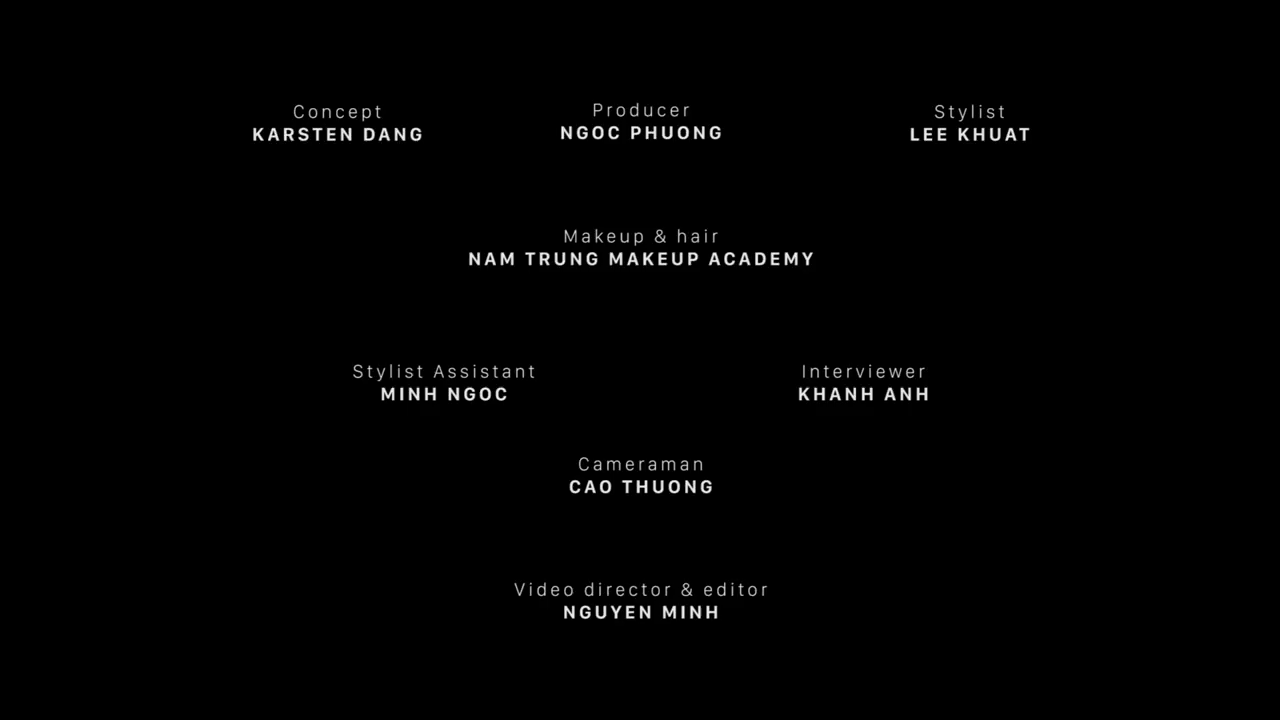 Concept
KARSTEN DANG
Producer
NGOC PHUONG
Stylist
LEE KHUAT
Makeup & hair
NAM TRUNG MAKEUP ACADEMY
Stylist Assistant
MINH NGOC
Interviewer
KHANH ANH
Cameraman
CAO THUONG
Video director & editor
NGUYEN MINH